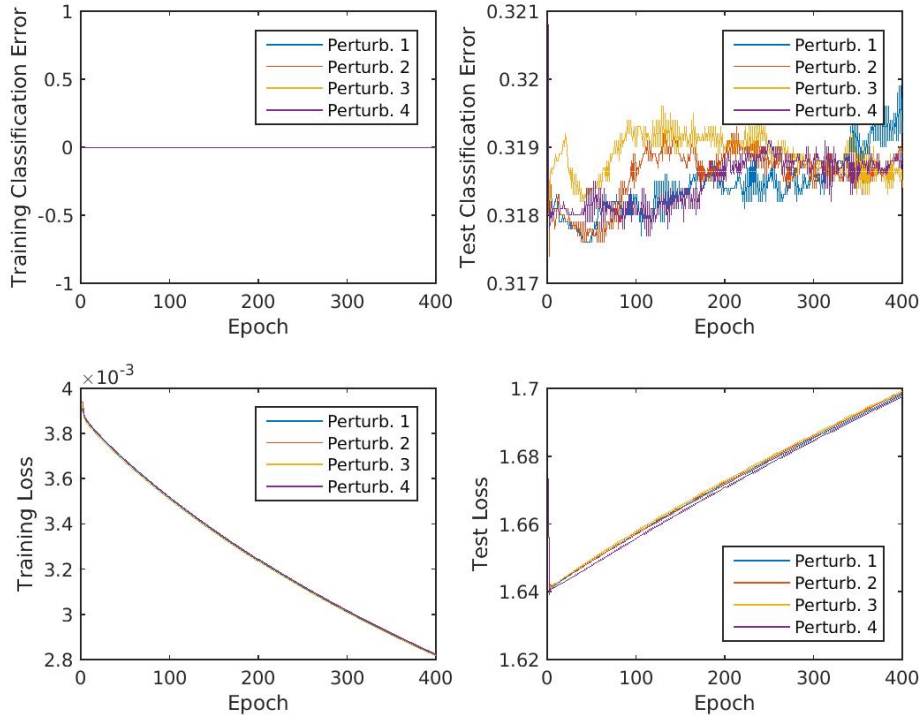 Training Classification Error
1
0.5
0
-0.5
-1
0 100 200 300 400
Epoch
Perturb. 1
Perturb. 2
Perturb. 3
Perturb. 4
Test Classification Error
0.321
0.32
0.319
0.318
0.317
0 100 200 300 400
Epoch
Perturb. 1
Perturb. 2
Perturb. 3
Perturb. 4
Training Loss
×10⁻³
4
3.8
3.6
3.4
3.2
3
2.8
0 100 200 300 400
Epoch
Perturb. 1
Perturb. 2
Perturb. 3
Perturb. 4
Test Loss
1.7
1.68
1.66
1.64
1.62
0 100 200 300 400
Epoch
Perturb. 1
Perturb. 2
Perturb. 3
Perturb. 4